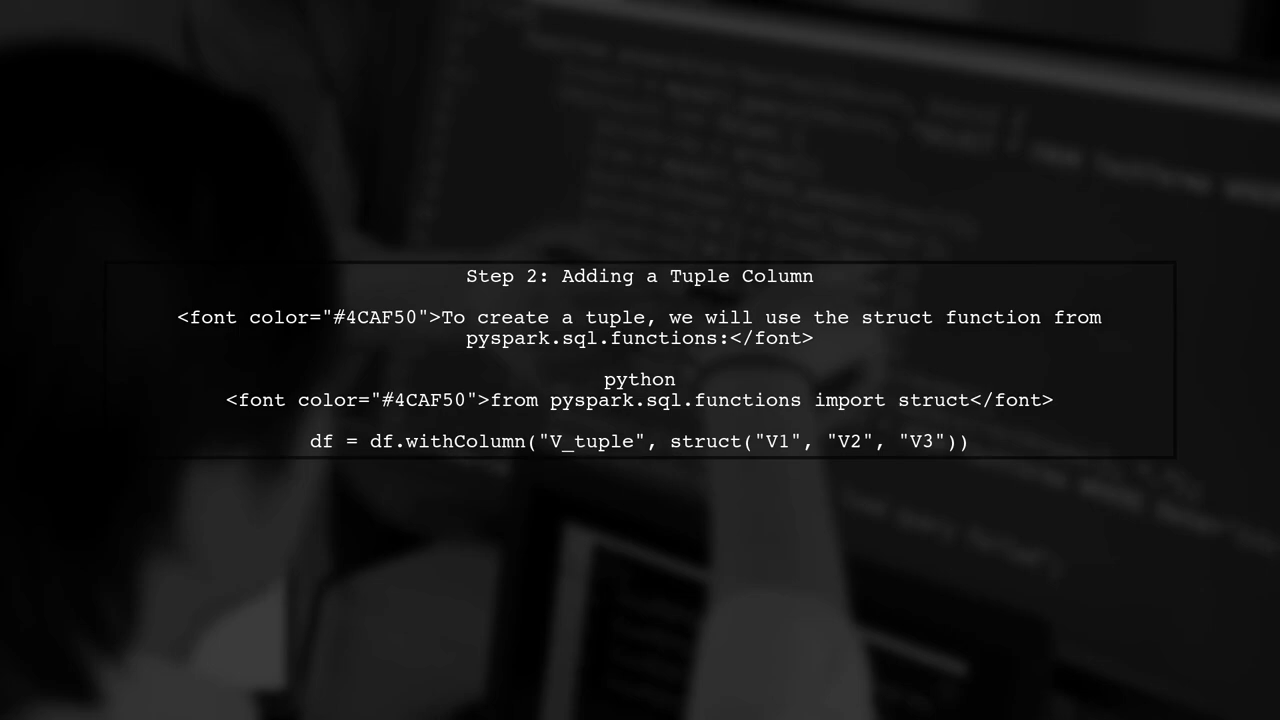 Step 2: Adding a Tuple Column
<font color="#4CAF50">To create a tuple, we will use the struct function from
pyspark.sql.functions:</font>
python
<font color="#4CAF50">from pyspark.sql.functions import struct</font>
df = df.withColumn("V_tuple", struct("V1", "V2", "V3"))